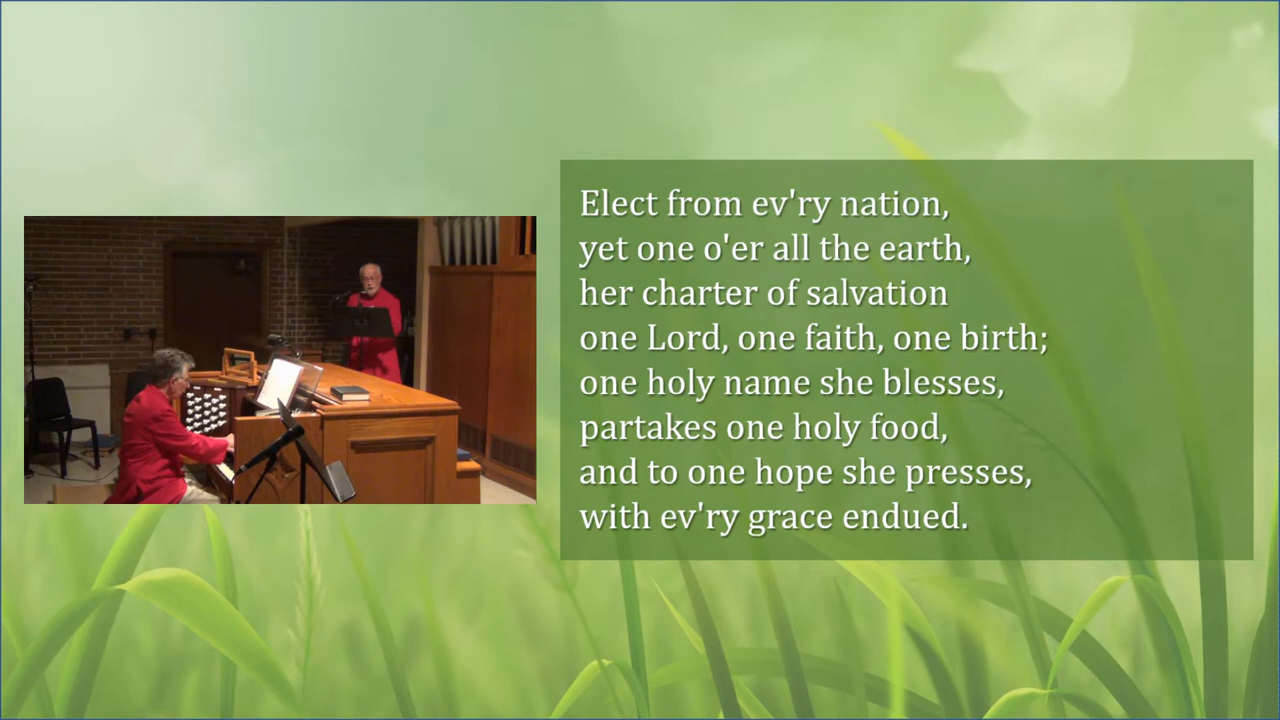 Elect from ev'ry nation,
yet one o'er all the earth,
her charter of salvation
one Lord, one faith, one birth;
one holy name she blesses,
partakes one holy food,
and to one hope she presses,
with ev'ry grace endued.